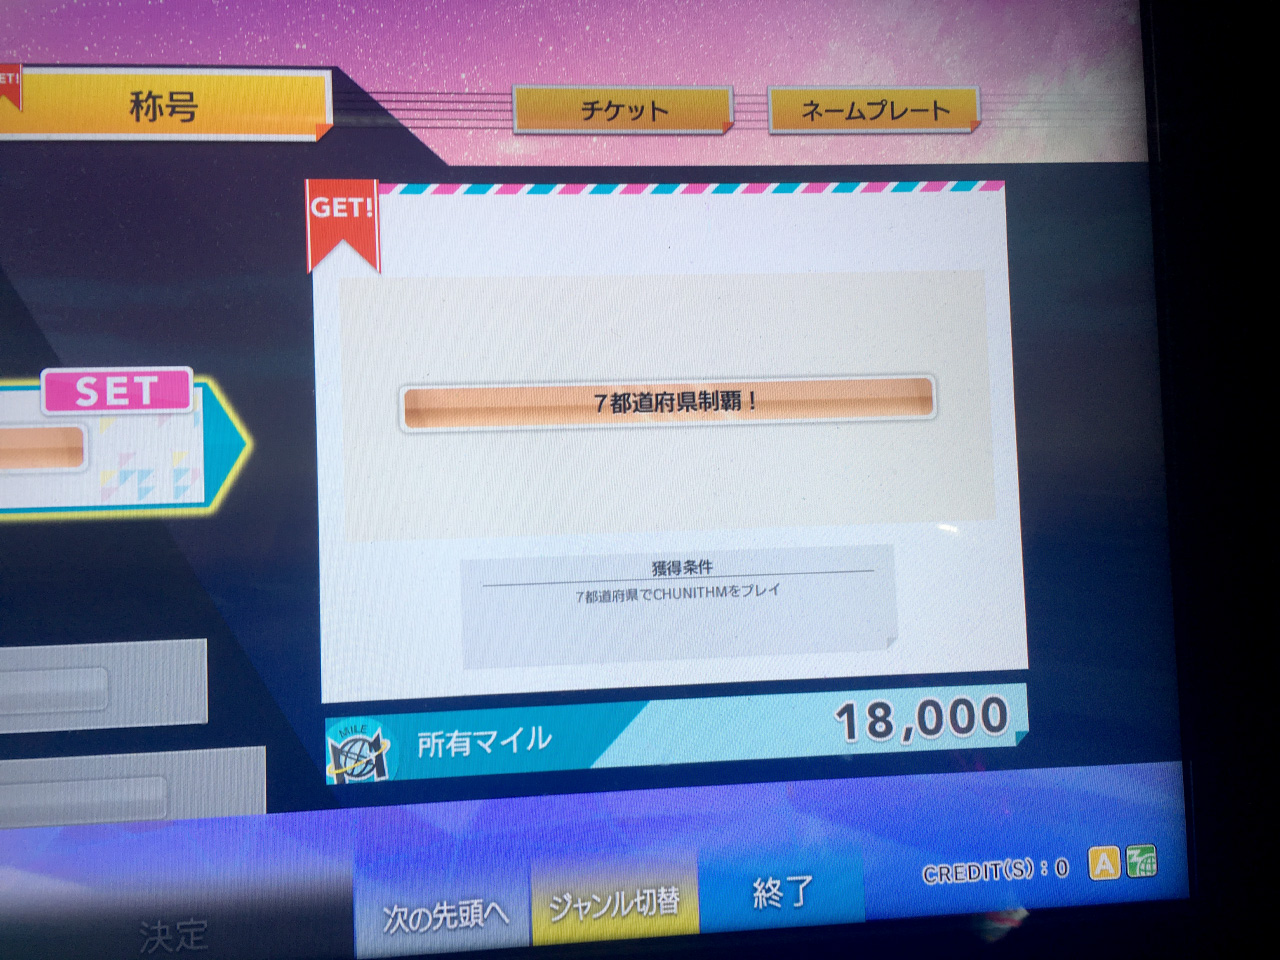 ET!
称号
チケット
ネームプレート
GET!
SET
7都道府県制覇！
獲得条件
7都道府県でCHUNITHMをプレイ
MILE
所有マイル
18,000
決定
次の先頭へ
ジャンル切替
終了
CREDIT(S) : 0
A